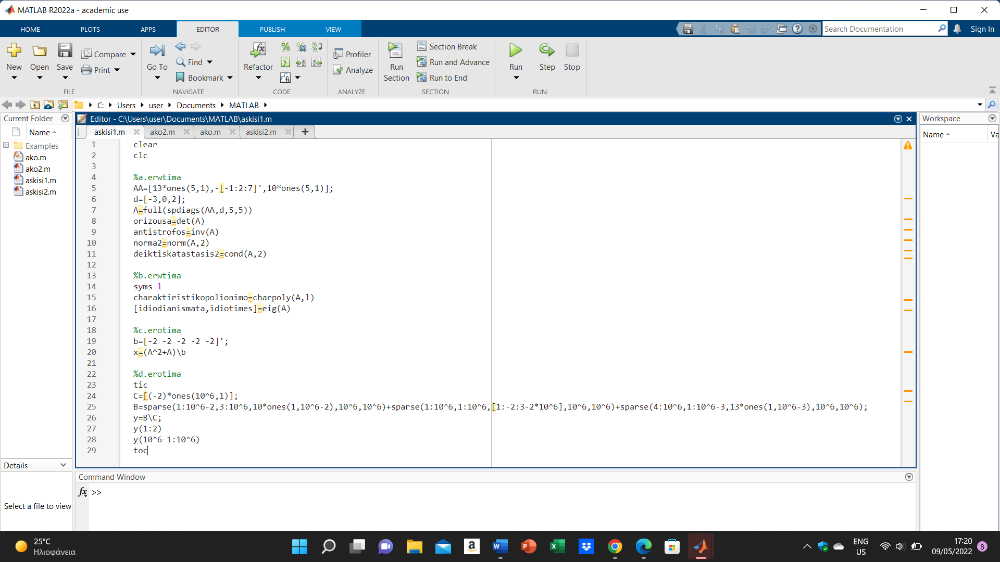 MATLAB R2022a - academic use
HOME PLOTS APPS EDITOR PUBLISH VIEW Search Documentation Sign In
New Open Save Compare Print
Go To Find Bookmark
Refactor
Profiler Analyze
Run Section Section Break Run and Advance Run to End
Run Step Stop
FILE NAVIGATE CODE ANALYZE SECTION RUN
C: Users user Documents MATLAB
Current Folder
Name
Examples
ako.m
ako2.m
askisi1.m
askisi2.m
Details
Select a file to view
Editor - C:\Users\user\Documents\MATLAB\askisi1.m
askisi1.m ako2.m ako.m askisi2.m +
1 clear
2 clc
3
4 %a.erwtima
5 AA=[13*ones(5,1),-[-1:2:7]',10*ones(5,1)];
6 d=[-3,0,2];
7 A=full(spdiags(AA,d,5,5))
8 orizousa=det(A)
9 antistrofos=inv(A)
10 norma2=norm(A,2)
11 deiktiskatastasis2=cond(A,2)
12
13 %b.erwtima
14 syms l
15 charaktiristikopolionimo=charpoly(A,l)
16 [idiodianismata,idiotimes]=eig(A)
17
18 %c.erotima
19 b=[-2 -2 -2 -2 -2]';
20 x=(A^2+A)\b
21
22 %d.erotima
23 tic
24 C=[(-2)*ones(10^6,1)];
25 B=sparse(1:10^6-2,3:10^6,10*ones(1,10^6-2),10^6,10^6)+sparse(1:10^6,1:10^6,[1:-2:3-2*10^6],10^6,10^6)+sparse(4:10^6,1:10^6-3,13*ones(1,10^6-3),10^6,10^6);
26 y=B\C;
27 y(1:2)
28 y(10^6-1:10^6)
29 toc
Command Window
fx >>
Workspace
Name Va
25°C
Ηλιοφάνεια
ENG
US
17:20
09/05/2022
8